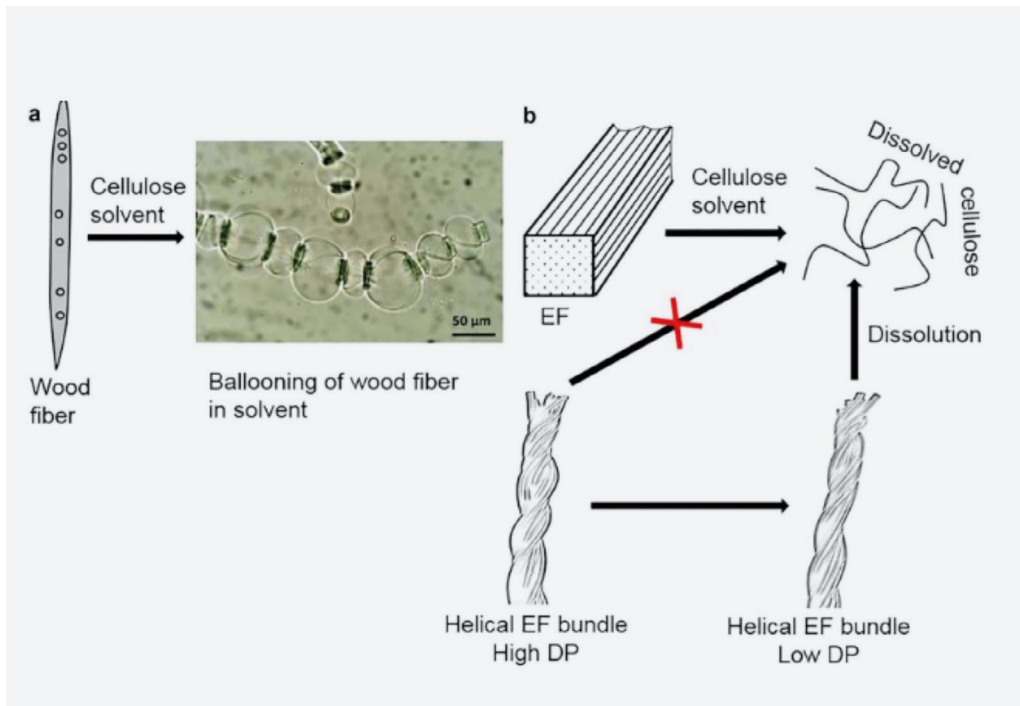 a
Cellulose
solvent
50 µm
Wood
fiber
Ballooning of wood fiber
in solvent
b
EF
Cellulose
solvent
Dissolved
cellulose
Dissolution
Helical EF bundle
High DP
Helical EF bundle
Low DP